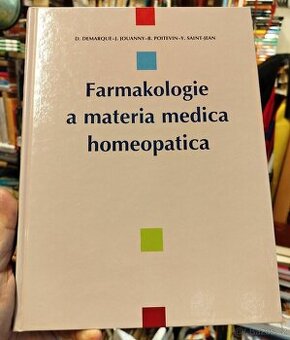 D. DEMARQUE–J. JOUANNY–B. POITEVIN–Y. SAINT-JEAN
Farmakologie
a materia medica
homeopatica